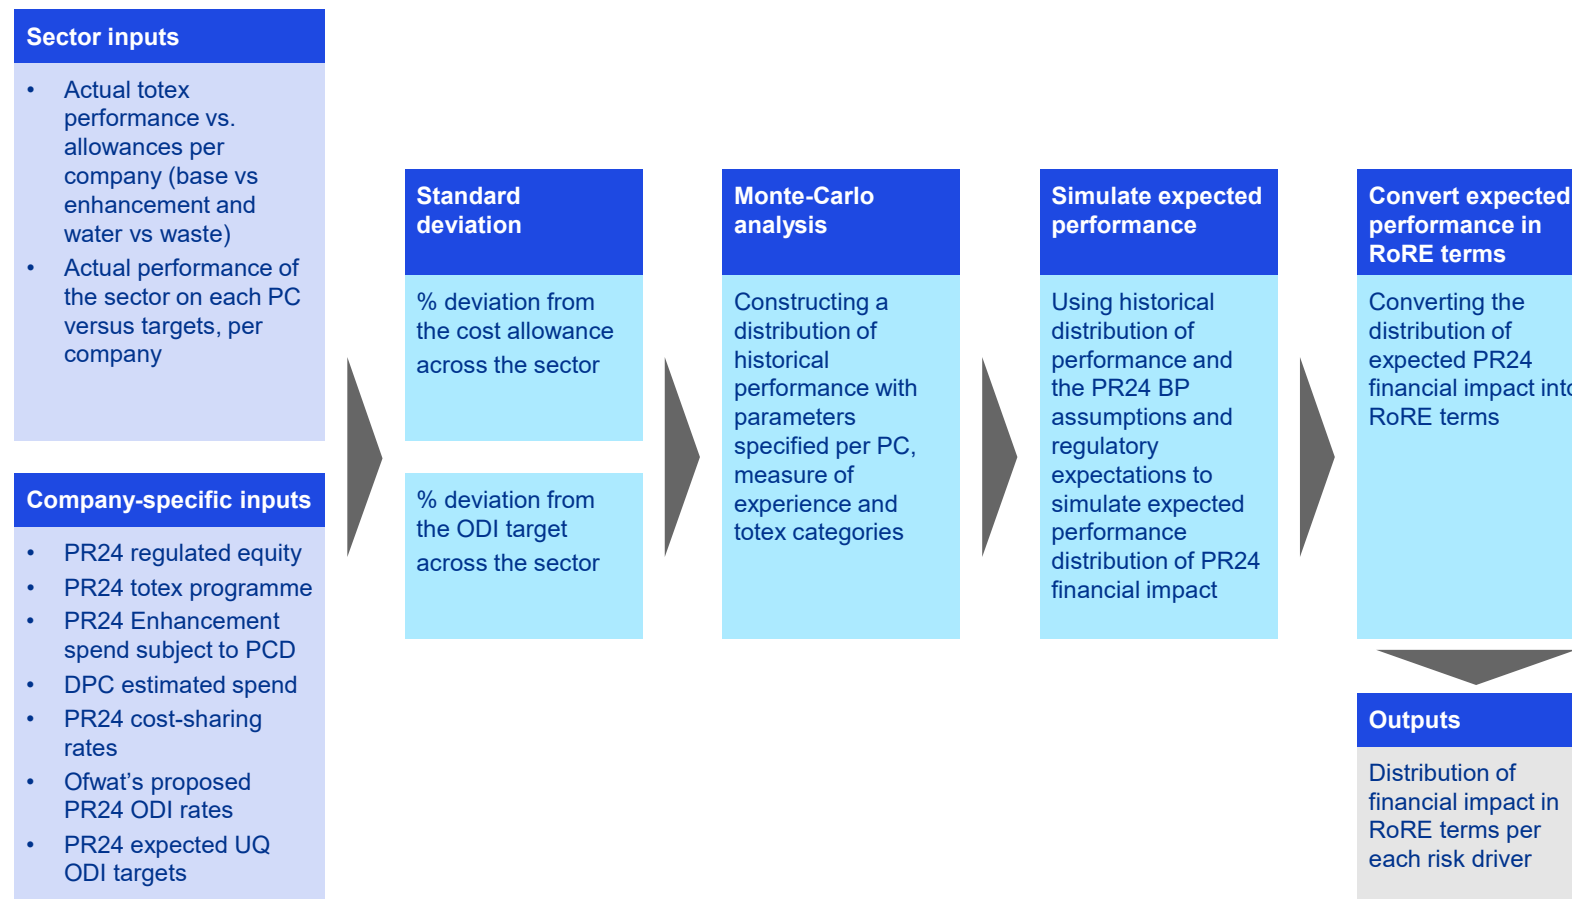 Sector inputs
• Actual totex
performance vs.
allowances per
company (base vs
enhancement and
water vs waste)
• Actual performance of
the sector on each PC
versus targets, per
company
Company-specific inputs
• PR24 regulated equity
• PR24 totex programme
• PR24 Enhancement
spend subject to PCD
• DPC estimated spend
• PR24 cost-sharing
rates
• Ofwat’s proposed
PR24 ODI rates
• PR24 expected UQ
ODI targets
Standard
deviation
% deviation from
the cost allowance
across the sector
% deviation from
the ODI target
across the sector
Monte-Carlo
analysis
Constructing a
distribution of
historical
performance with
parameters
specified per PC,
measure of
experience and
totex categories
Simulate expected
performance
Using historical
distribution of
performance and
the PR24 BP
assumptions and
regulatory
expectations to
simulate expected
performance
distribution of PR24
financial impact
Convert expected
performance in
RoRE terms
Converting the
distribution of
expected PR24
financial impact into
RoRE terms
Outputs
Distribution of
financial impact in
RoRE terms per
each risk driver